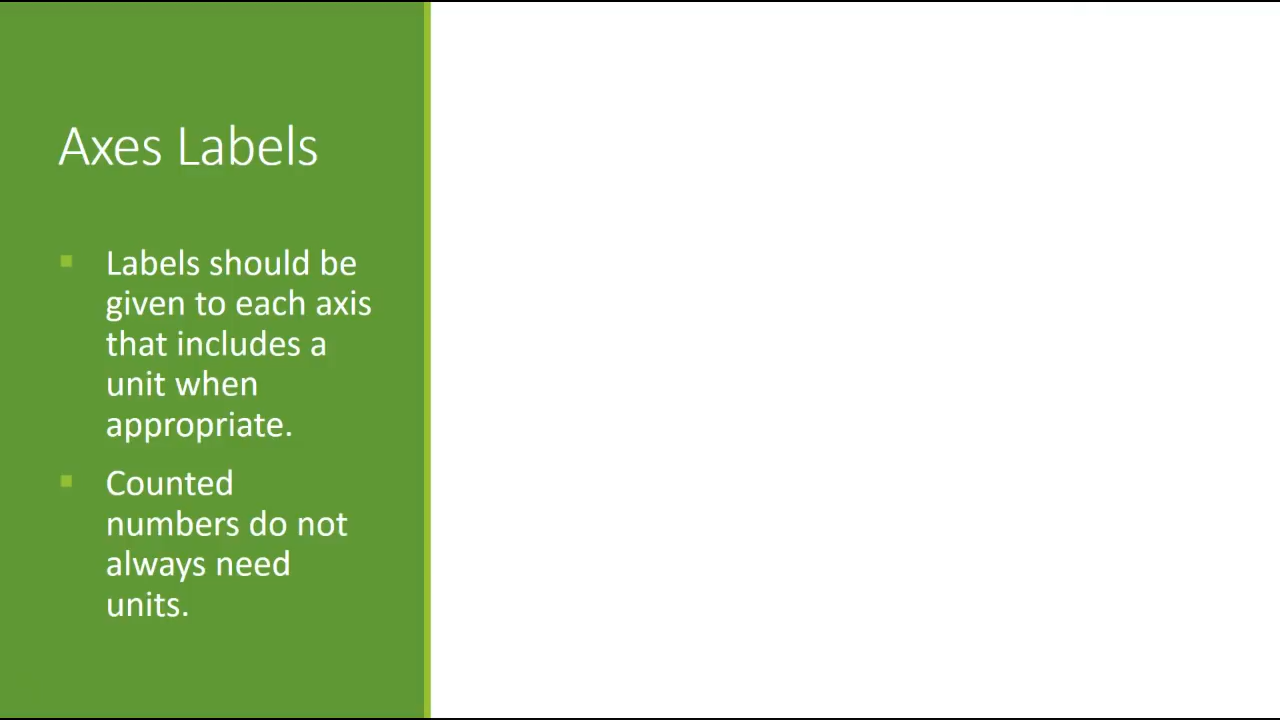 Axes Labels
Labels should be
given to each axis
that includes a
unit when
appropriate.
Counted
numbers do not
always need
units.